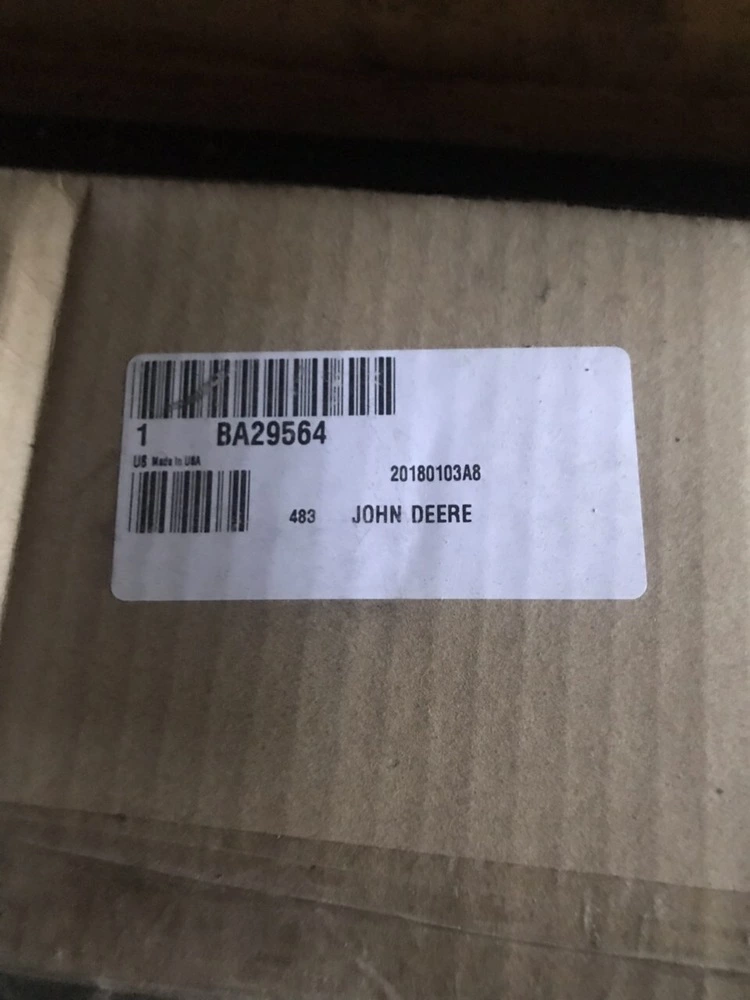 1 BA29564
US Made In USA
20180103A8
483 JOHN DEERE